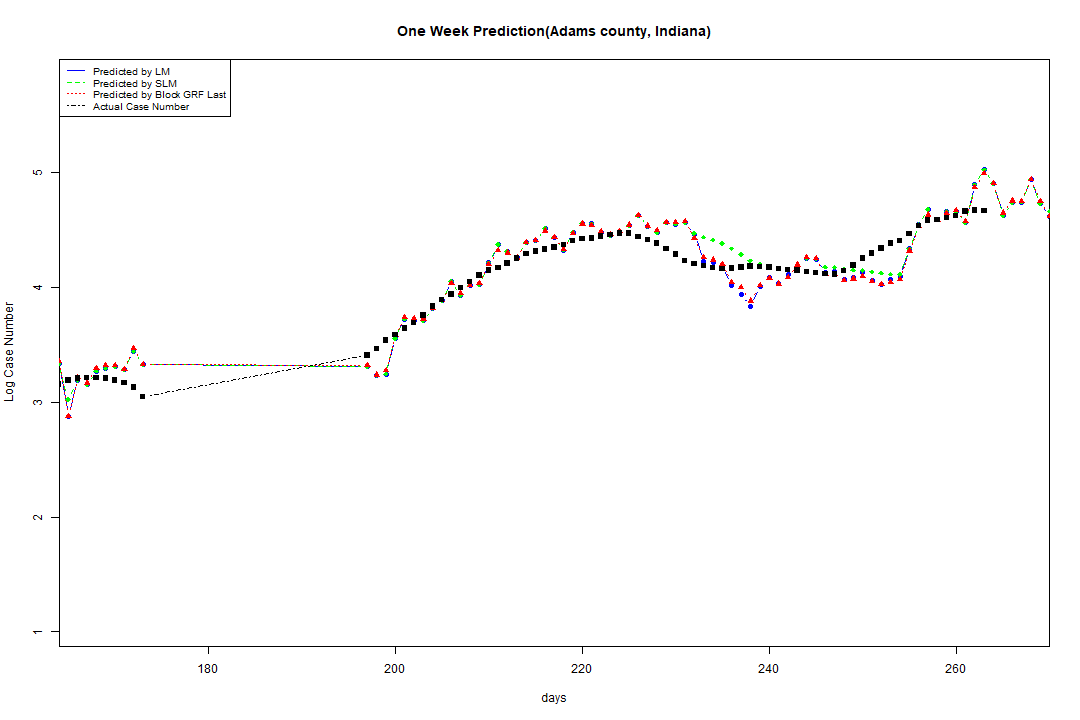 One Week Prediction(Adams county, Indiana)
Predicted by LM
Predicted by SLM
Predicted by Block GRF Last
Actual Case Number
5
4
3
2
1
Log Case Number
180 200 220 240 260
days